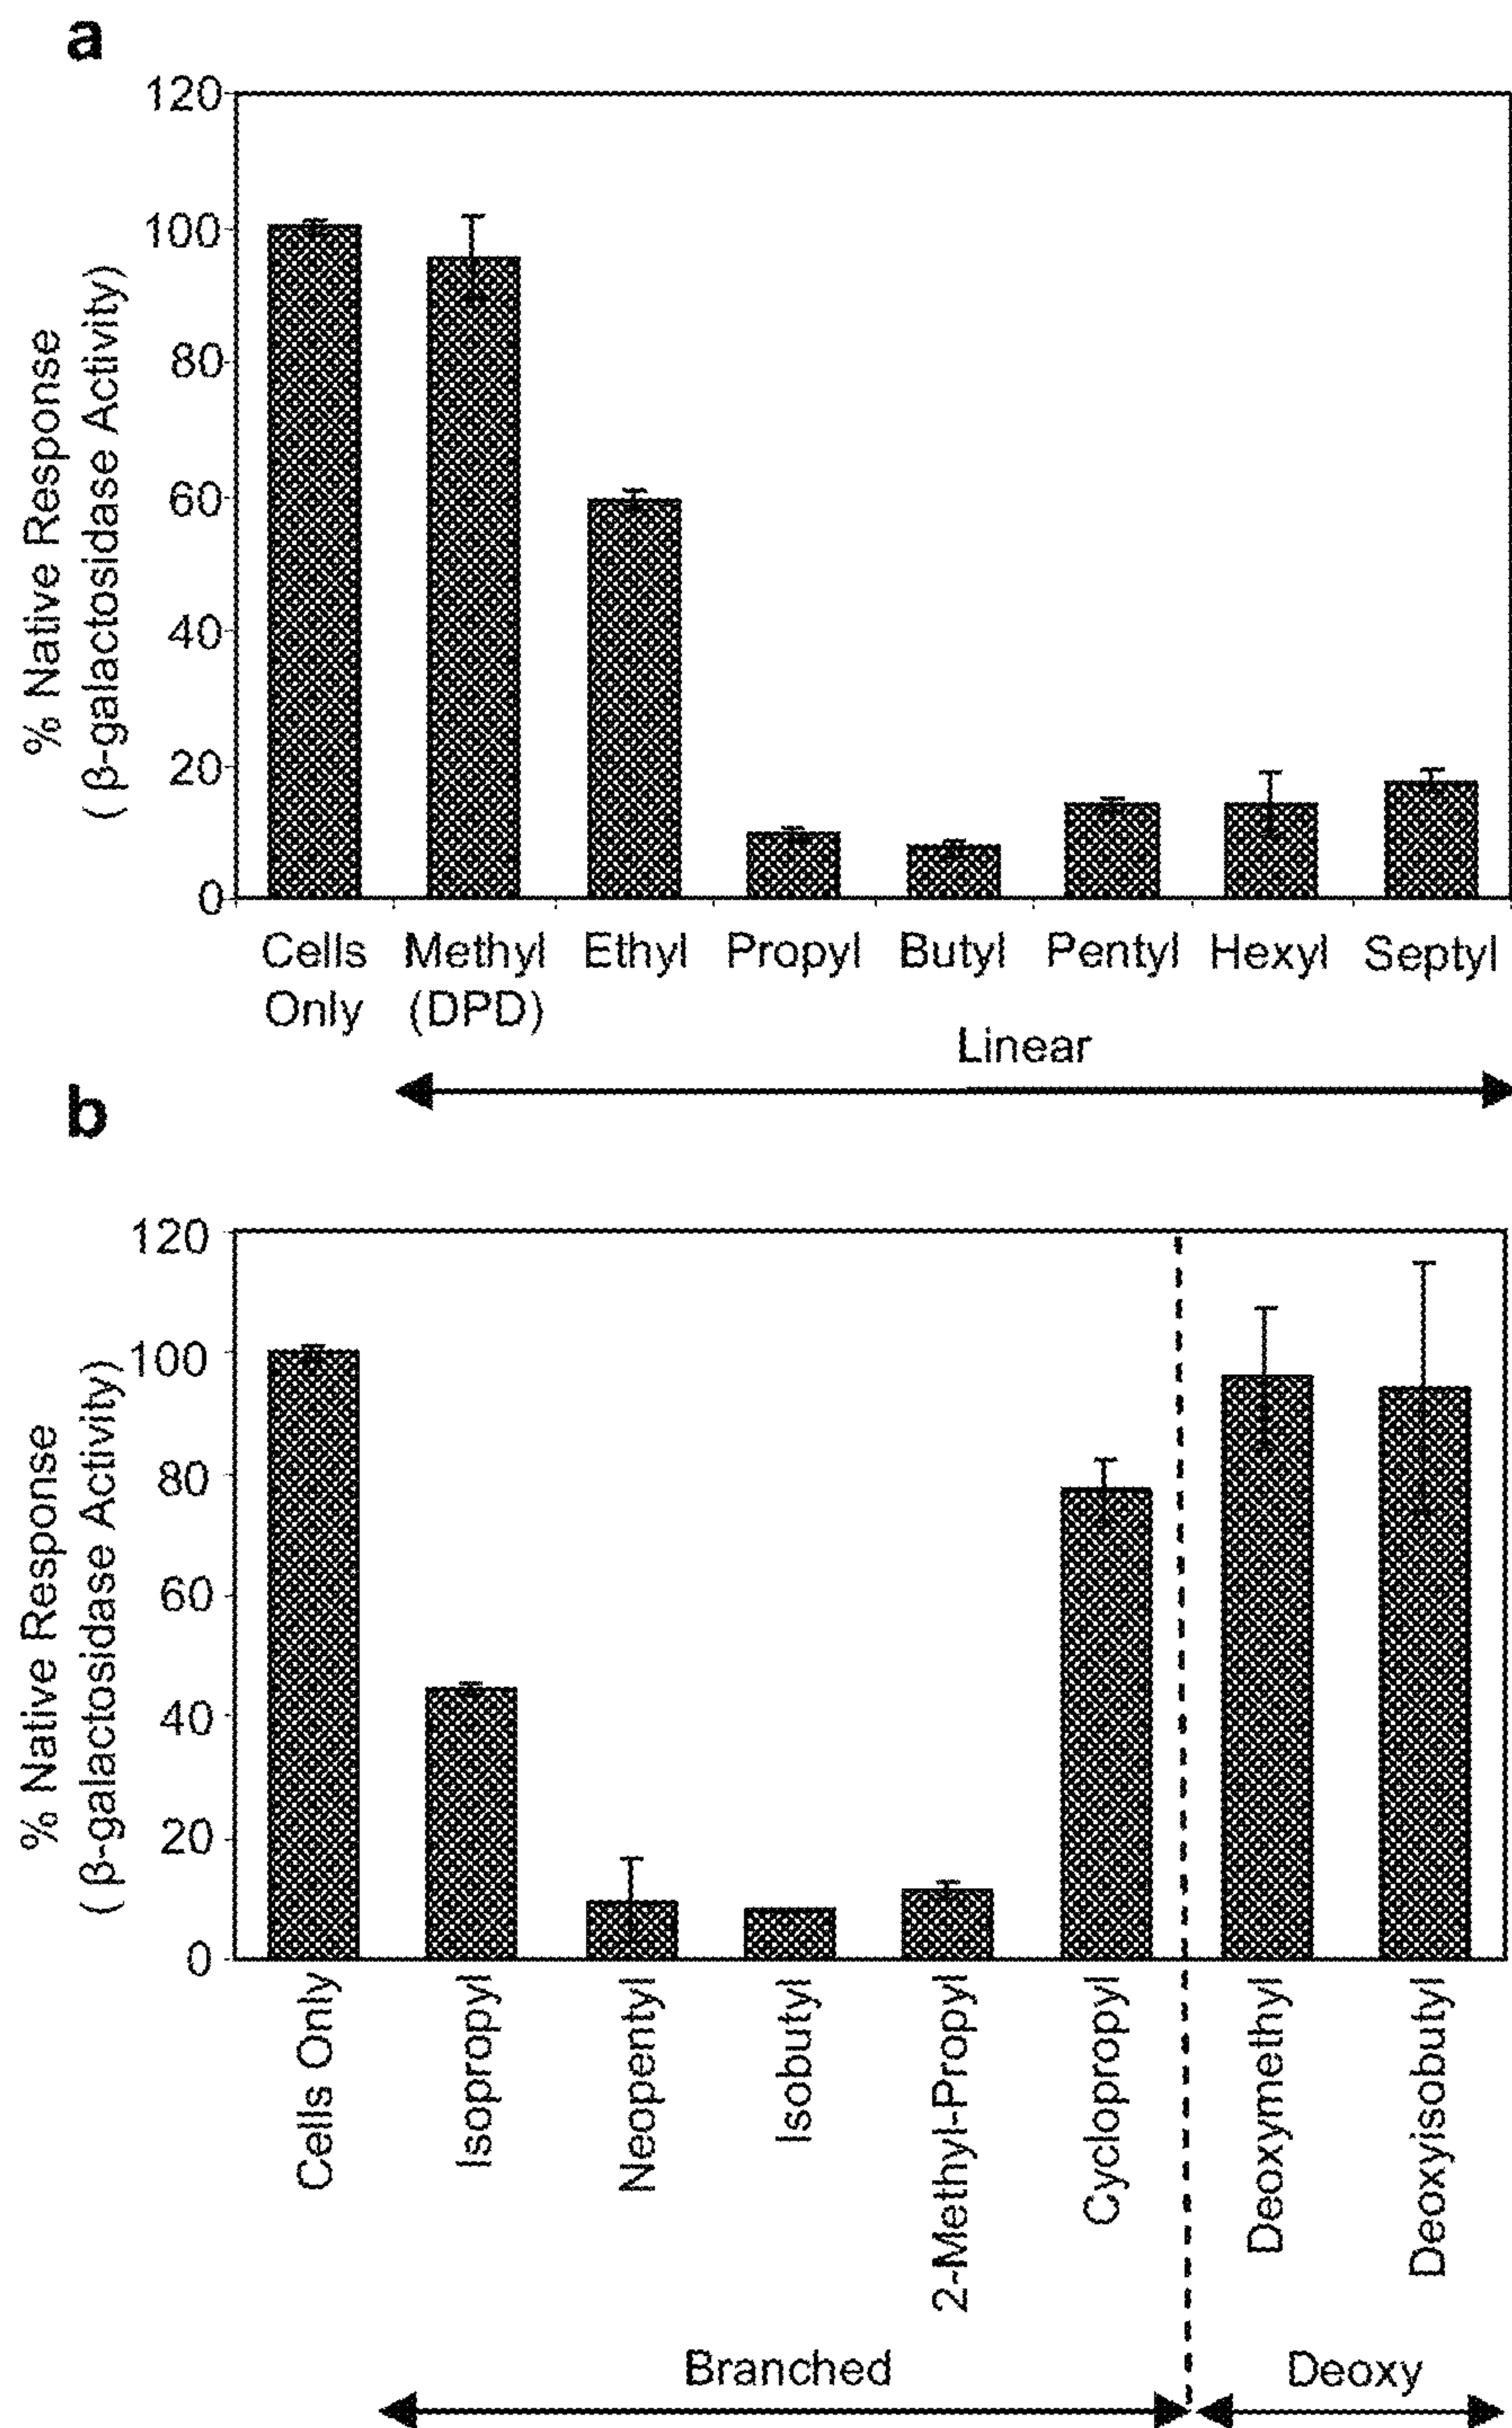 a
% Native Response
( β-galactosidase Activity)
120
100
80
60
40
20
0
Cells Only
Methyl (DPD)
Ethyl
Propyl
Butyl
Pentyl
Hexyl
Septyl
Linear
b
% Native Response
( β-galactosidase Activity)
120
100
80
60
40
20
0
Cells Only
Isopropyl
Neopentyl
Isobutyl
2-Methyl-Propyl
Cyclopropyl
Deoxymethyl
Deoxyisobutyl
Branched
Deoxy